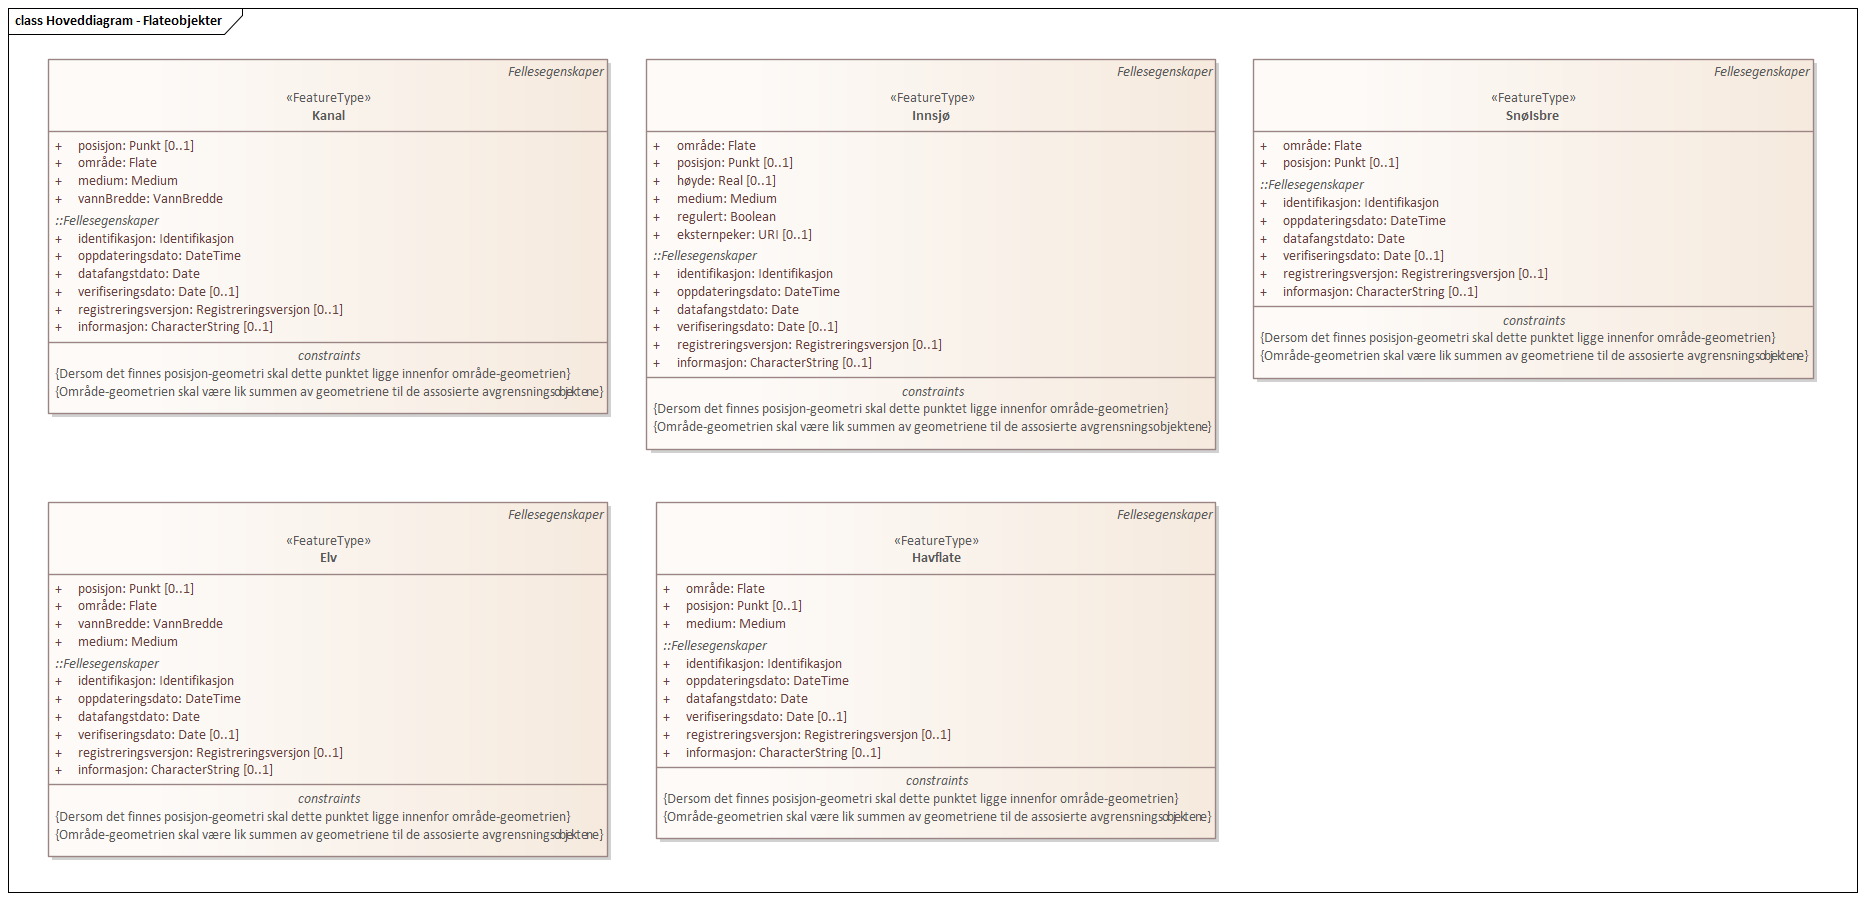 class Hoveddiagram - Flateobjekter
Fellesegenskaper
«FeatureType»
Kanal
+ posisjon: Punkt [0..1]
+ område: Flate
+ medium: Medium
+ vannBredde: VannBredde
::Fellesegenskaper
+ identifikasjon: Identifikasjon
+ oppdateringsdato: DateTime
+ datafangstdato: Date
+ verifiseringsdato: Date [0..1]
+ registreringsversjon: Registreringsversjon [0..1]
+ informasjon: CharacterString [0..1]
constraints
{Dersom det finnes posisjon-geometri skal dette punktet ligge innenfor område-geometrien}
{Område-geometrien skal være lik summen av geometriene til de assosierte avgrensningsobjektene}
Fellesegenskaper
«FeatureType»
Innsjø
+ område: Flate
+ posisjon: Punkt [0..1]
+ høyde: Real [0..1]
+ medium: Medium
+ regulert: Boolean
+ eksternpeker: URI [0..1]
::Fellesegenskaper
+ identifikasjon: Identifikasjon
+ oppdateringsdato: DateTime
+ datafangstdato: Date
+ verifiseringsdato: Date [0..1]
+ registreringsversjon: Registreringsversjon [0..1]
+ informasjon: CharacterString [0..1]
constraints
{Dersom det finnes posisjon-geometri skal dette punktet ligge innenfor område-geometrien}
{Område-geometrien skal være lik summen av geometriene til de assosierte avgrensningsobjektene}
Fellesegenskaper
«FeatureType»
SnøIsbre
+ område: Flate
+ posisjon: Punkt [0..1]
::Fellesegenskaper
+ identifikasjon: Identifikasjon
+ oppdateringsdato: DateTime
+ datafangstdato: Date
+ verifiseringsdato: Date [0..1]
+ registreringsversjon: Registreringsversjon [0..1]
+ informasjon: CharacterString [0..1]
constraints
{Dersom det finnes posisjon-geometri skal dette punktet ligge innenfor område-geometrien}
{Område-geometrien skal være lik summen av geometriene til de assosierte avgrensningsobjektene}
Fellesegenskaper
«FeatureType»
Elv
+ posisjon: Punkt [0..1]
+ område: Flate
+ vannBredde: VannBredde
+ medium: Medium
::Fellesegenskaper
+ identifikasjon: Identifikasjon
+ oppdateringsdato: DateTime
+ datafangstdato: Date
+ verifiseringsdato: Date [0..1]
+ registreringsversjon: Registreringsversjon [0..1]
+ informasjon: CharacterString [0..1]
constraints
{Dersom det finnes posisjon-geometri skal dette punktet ligge innenfor område-geometrien}
{Område-geometrien skal være lik summen av geometriene til de assosierte avgrensningsobjektene}
Fellesegenskaper
«FeatureType»
Havflate
+ område: Flate
+ posisjon: Punkt [0..1]
+ medium: Medium
::Fellesegenskaper
+ identifikasjon: Identifikasjon
+ oppdateringsdato: DateTime
+ datafangstdato: Date
+ verifiseringsdato: Date [0..1]
+ registreringsversjon: Registreringsversjon [0..1]
+ informasjon: CharacterString [0..1]
constraints
{Dersom det finnes posisjon-geometri skal dette punktet ligge innenfor område-geometrien}
{Område-geometrien skal være lik summen av geometriene til de assosierte avgrensningsobjektene}